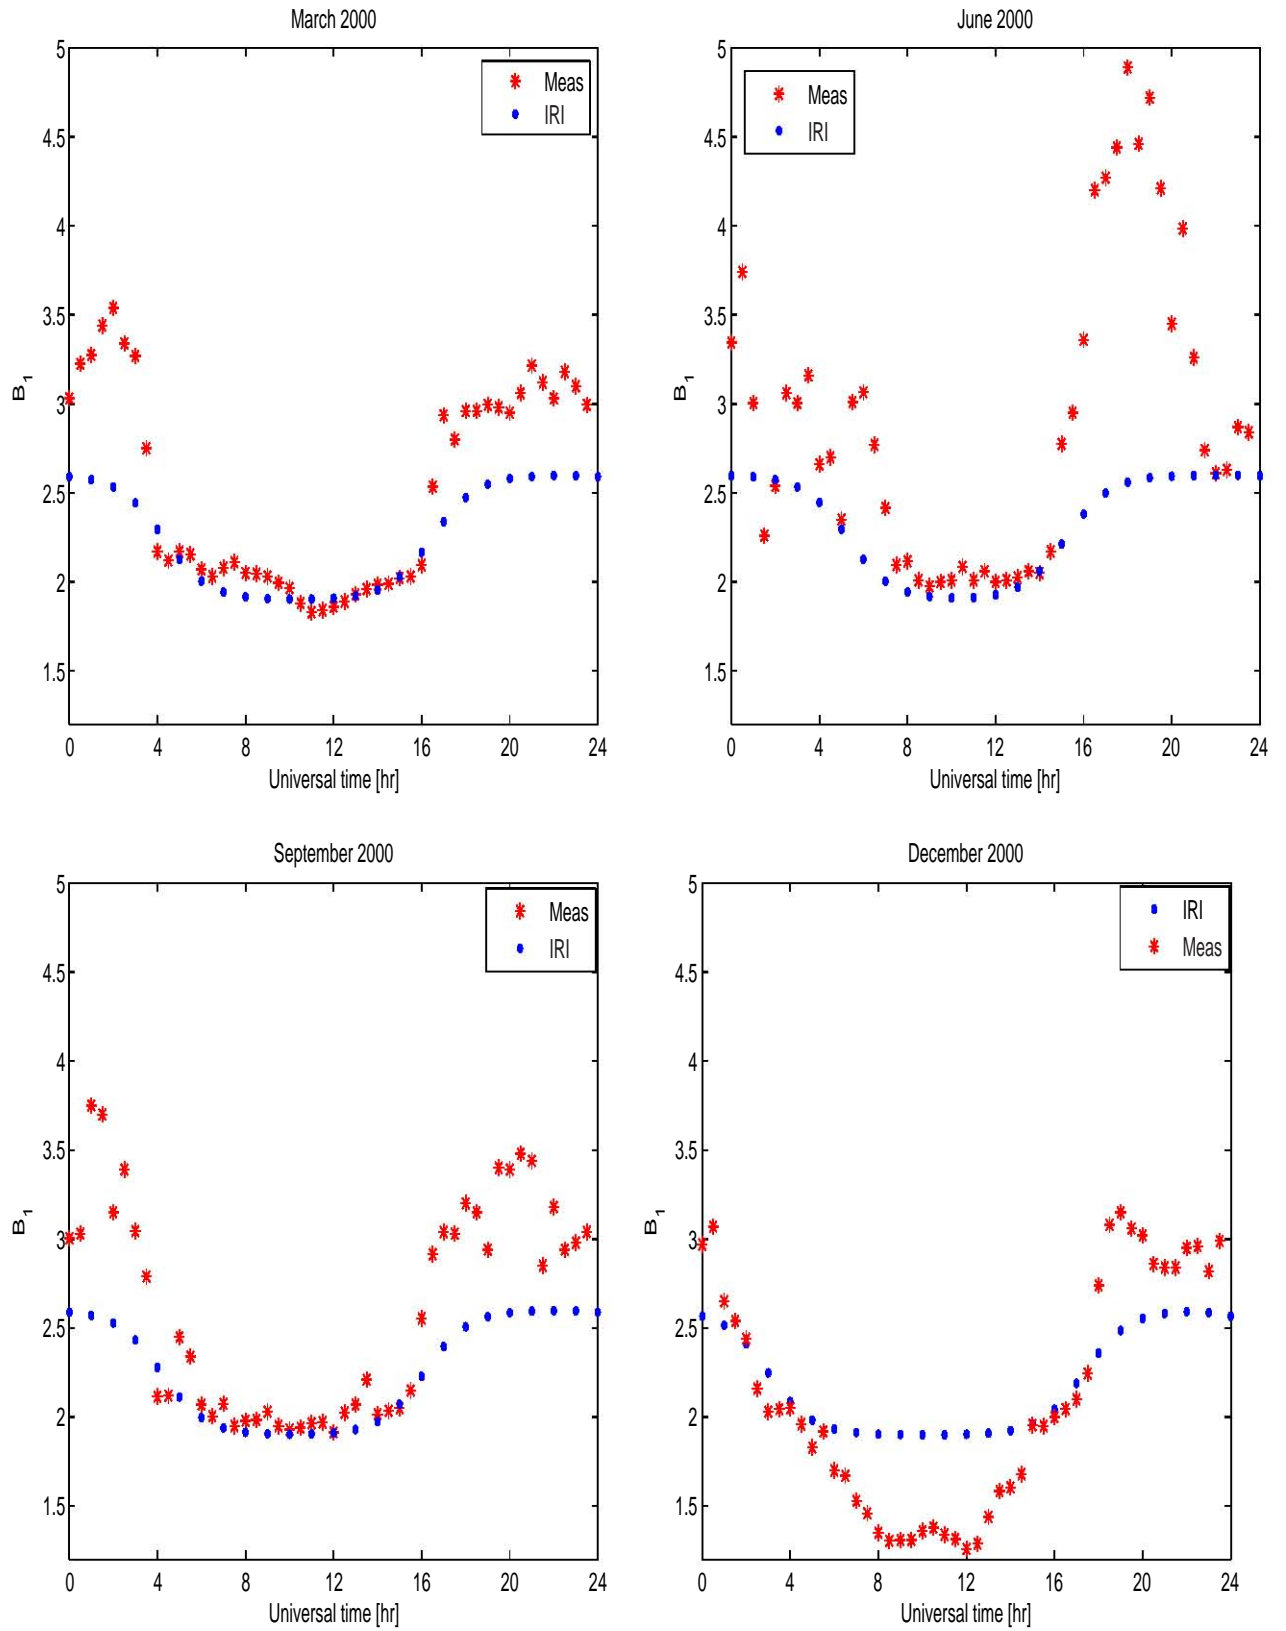 March 2000
5
4.5
4
3.5
3
2.5
2
1.5
B1
0 4 8 12 16 20 24
Universal time [hr]
Meas
IRI
June 2000
5
4.5
4
3.5
3
2.5
2
1.5
B1
0 4 8 12 16 20 24
Universal time [hr]
Meas
IRI
September 2000
5
4.5
4
3.5
3
2.5
2
1.5
B1
0 4 8 12 16 20 24
Universal time [hr]
Meas
IRI
December 2000
5
4.5
4
3.5
3
2.5
2
1.5
B1
0 4 8 12 16 20 24
Universal time [hr]
IRI
Meas